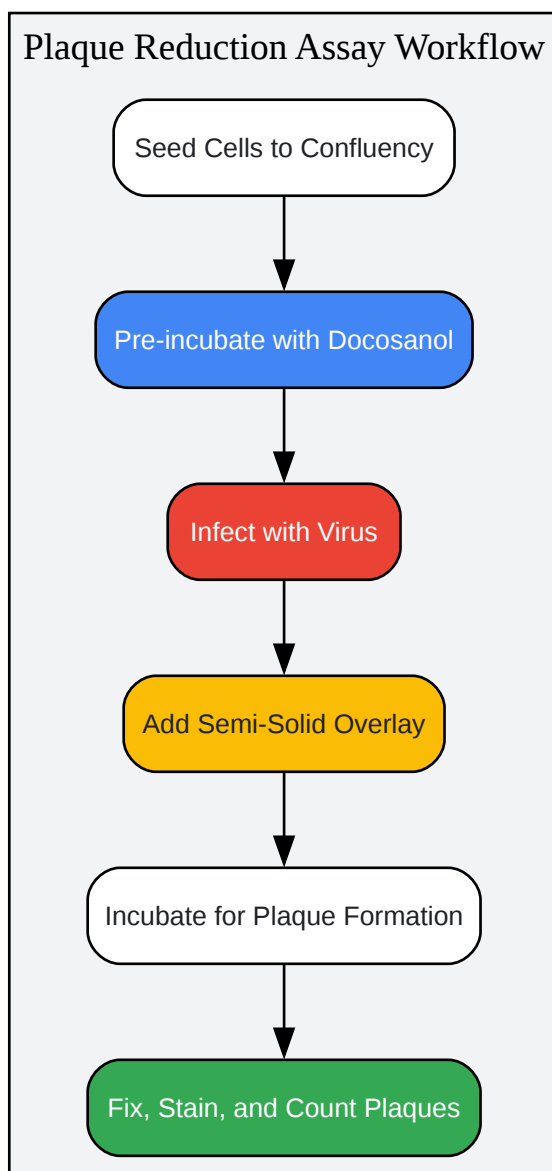 Plaque Reduction Assay Workflow
Seed Cells to Confluency
Pre-incubate with Docosanol
Infect with Virus
Add Semi-Solid Overlay
Incubate for Plaque Formation
Fix, Stain, and Count Plaques